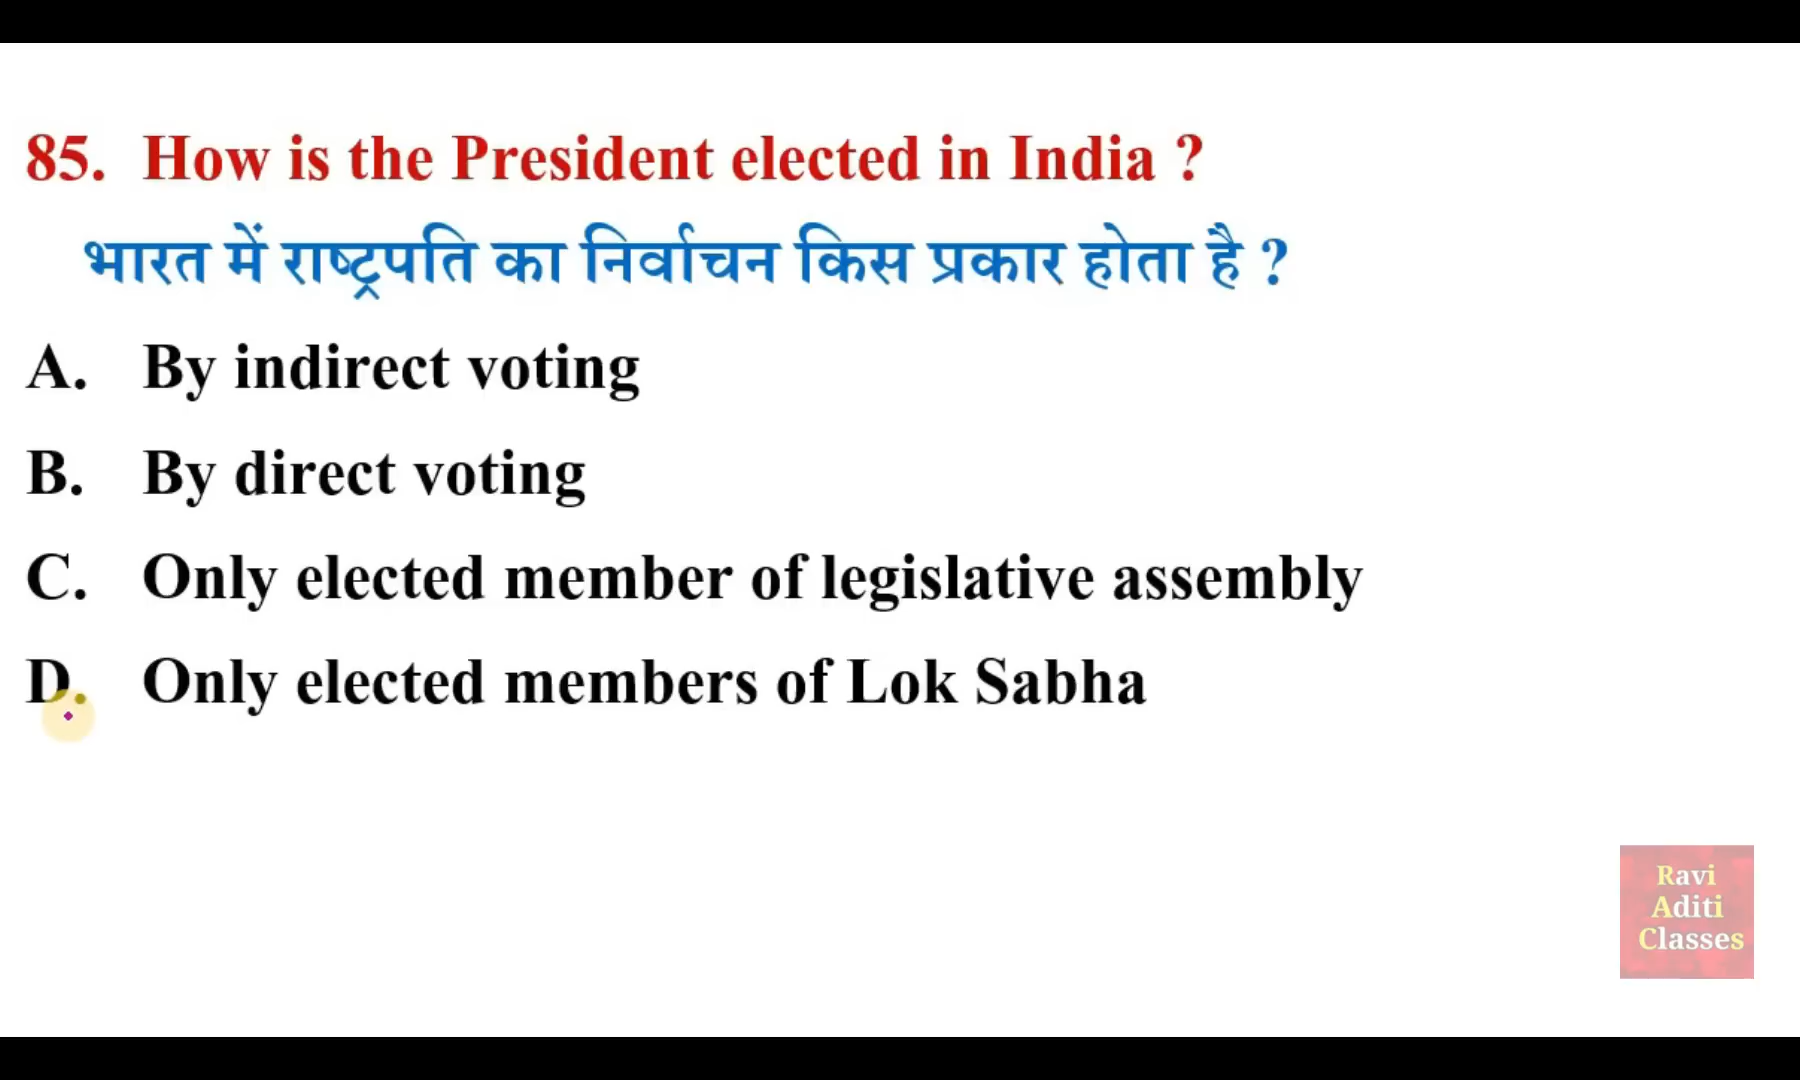 85. How is the President elected in India ?
भारत में राष्ट्रपति का निर्वाचन किस प्रकार होता है ?
A. By indirect voting
B. By direct voting
C. Only elected member of legislative assembly
D. Only elected members of Lok Sabha
Ravi
Aditi
Classes